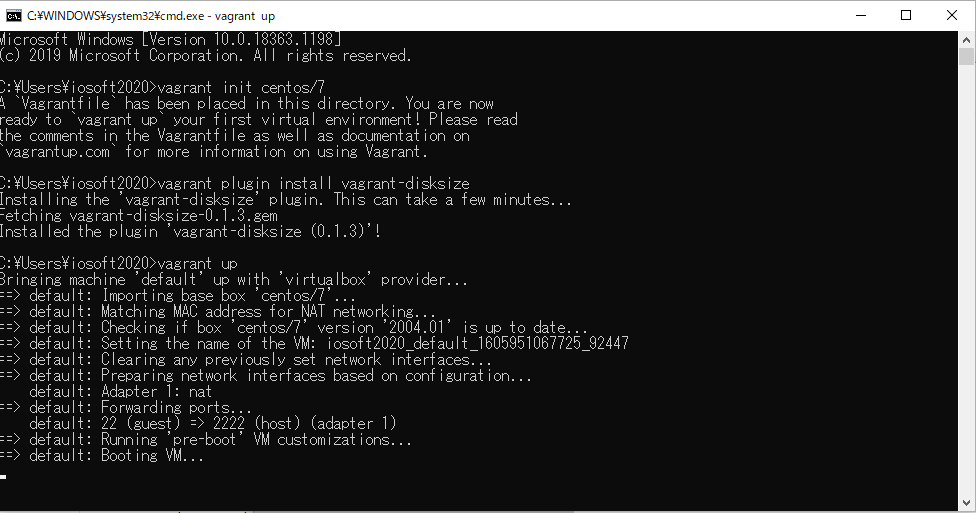 C:¥WINDOWS¥system32¥cmd.exe - vagrant up
Microsoft Windows [Version 10.0.18363.1198]
(c) 2019 Microsoft Corporation. All rights reserved.
C:¥Users¥iosoft2020>vagrant init centos/7
A `Vagrantfile` has been placed in this directory. You are now
ready to `vagrant up` your first virtual environment! Please read
the comments in the Vagrantfile as well as documentation on
`vagrantup.com` for more information on using Vagrant.
C:¥Users¥iosoft2020>vagrant plugin install vagrant-disksize
Installing the 'vagrant-disksize' plugin. This can take a few minutes...
Fetching vagrant-disksize-0.1.3.gem
Installed the plugin 'vagrant-disksize (0.1.3)'!
C:¥Users¥iosoft2020>vagrant up
Bringing machine 'default' up with 'virtualbox' provider...
==> default: Importing base box 'centos/7'...
==> default: Matching MAC address for NAT networking...
==> default: Checking if box 'centos/7' version '2004.01' is up to date...
==> default: Setting the name of the VM: iosoft2020_default_1605951067725_92447
==> default: Clearing any previously set network interfaces...
==> default: Preparing network interfaces based on configuration...
default: Adapter 1: nat
==> default: Forwarding ports...
default: 22 (guest) => 2222 (host) (adapter 1)
==> default: Running 'pre-boot' VM customizations...
==> default: Booting VM...